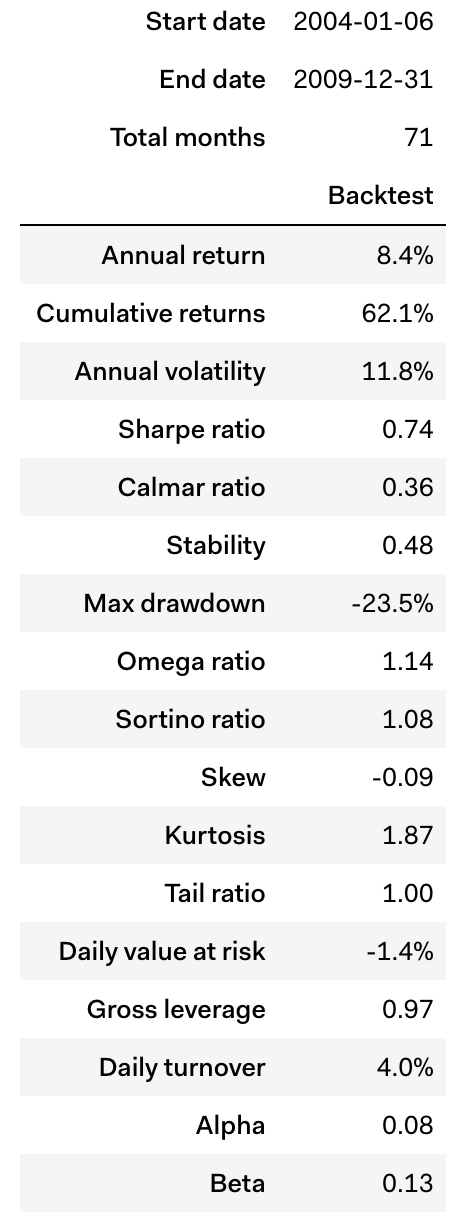 Start date 2004-01-06
End date 2009-12-31
Total months 71
Backtest
Annual return 8.4%
Cumulative returns 62.1%
Annual volatility 11.8%
Sharpe ratio 0.74
Calmar ratio 0.36
Stability 0.48
Max drawdown -23.5%
Omega ratio 1.14
Sortino ratio 1.08
Skew -0.09
Kurtosis 1.87
Tail ratio 1.00
Daily value at risk -1.4%
Gross leverage 0.97
Daily turnover 4.0%
Alpha 0.08
Beta 0.13